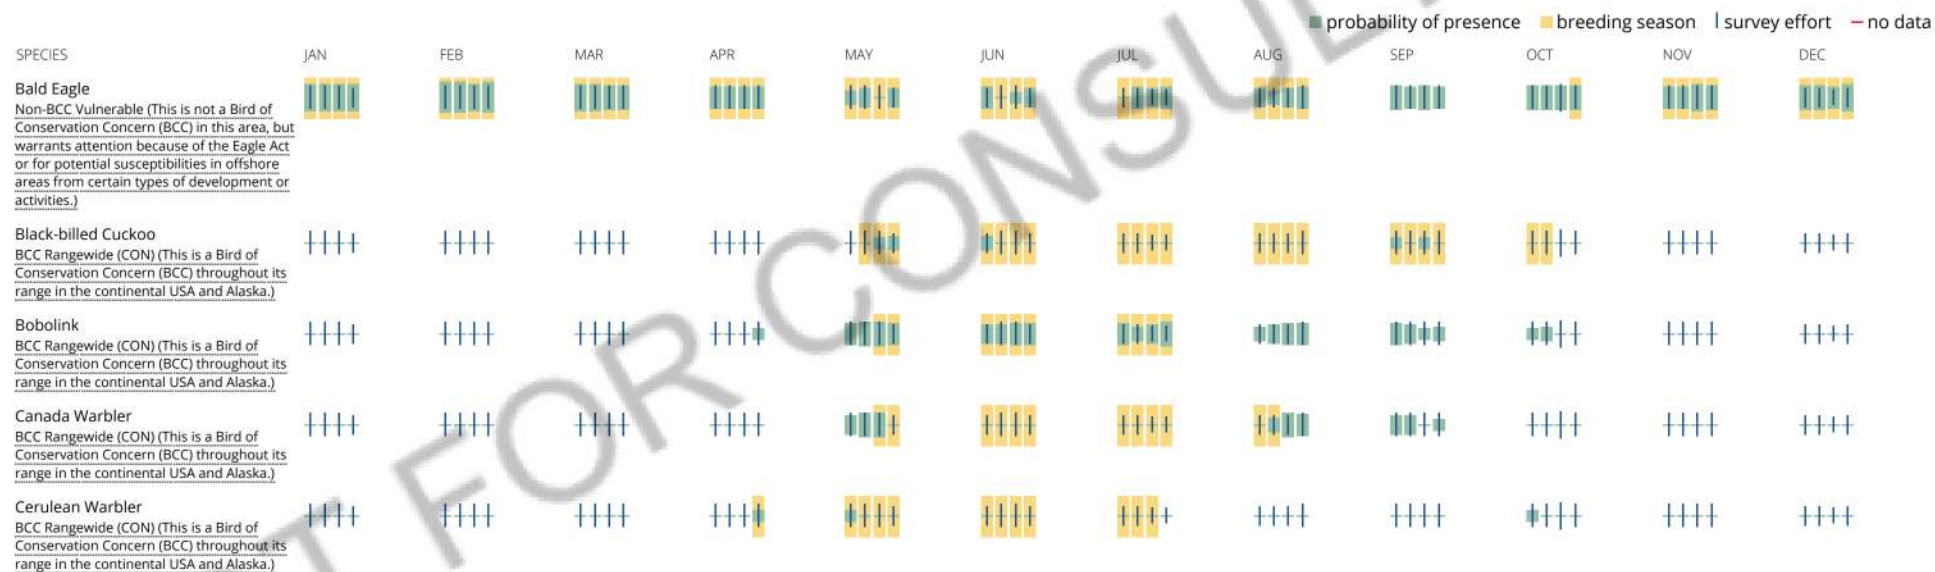 probability of presence breeding season survey effort no data
SPECIES JAN FEB MAR APR MAY JUN JUL AUG SEP OCT NOV DEC
Bald Eagle
Non-BCC Vulnerable (This is not a Bird of
Conservation Concern (BCC) in this area, but
warrants attention because of the Eagle Act
or for potential susceptibilities in offshore
areas from certain types of development or
activities.)
Black-billed Cuckoo
BCC Rangewide (CON) (This is a Bird of
Conservation Concern (BCC) throughout its
range in the continental USA and Alaska.)
Bobolink
BCC Rangewide (CON) (This is a Bird of
Conservation Concern (BCC) throughout its
range in the continental USA and Alaska.)
Canada Warbler
BCC Rangewide (CON) (This is a Bird of
Conservation Concern (BCC) throughout its
range in the continental USA and Alaska.)
Cerulean Warbler
BCC Rangewide (CON) (This is a Bird of
Conservation Concern (BCC) throughout its
range in the continental USA and Alaska.)
FOR